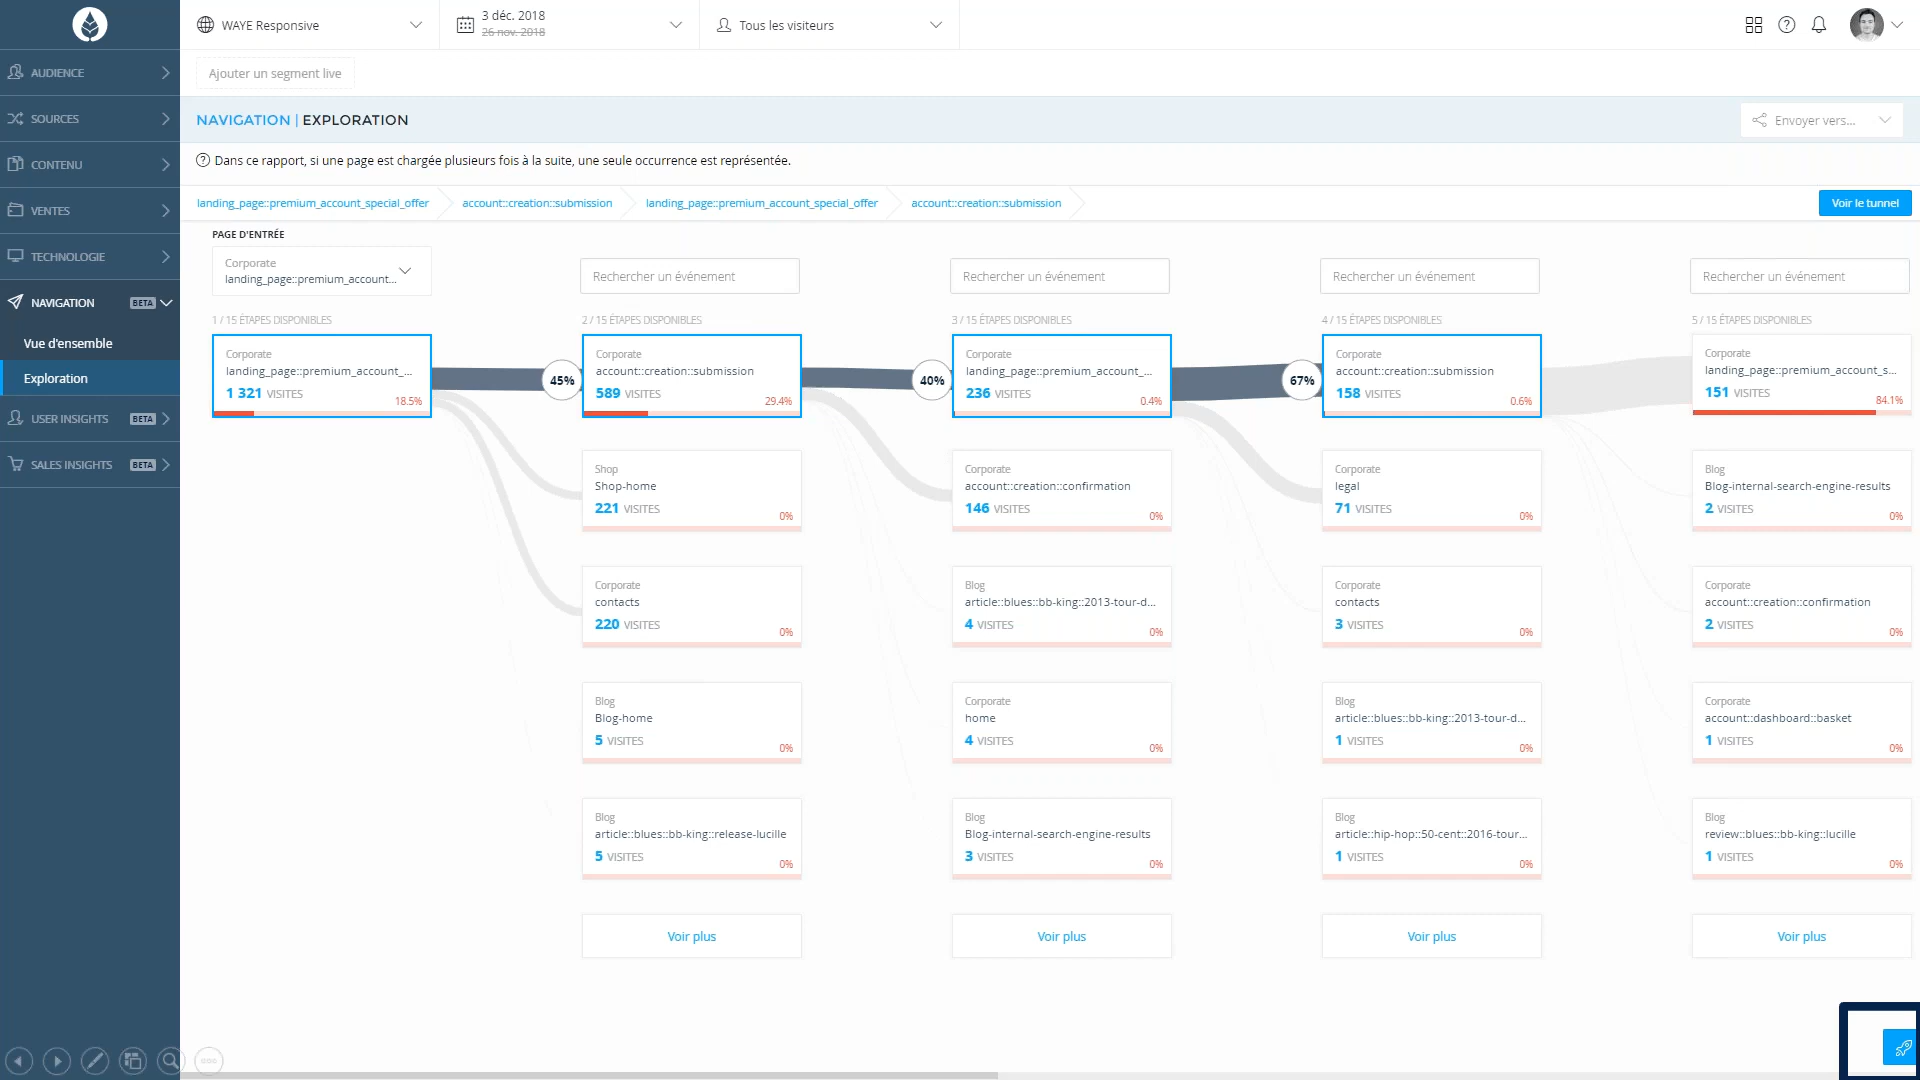 WAYE Responsive
3 déc. 2018
26 nov. 2018
Tous les visiteurs
AUDIENCE
SOURCES
CONTENU
VENTES
TECHNOLOGIE
NAVIGATION BETA
Vue d'ensemble
Exploration
USER INSIGHTS BETA
SALES INSIGHTS BETA
Ajouter un segment live
NAVIGATION | EXPLORATION
Envoyer vers...
Dans ce rapport, si une page est chargée plusieurs fois à la suite, une seule occurrence est représentée.
landing_page::premium_account_special_offer
account::creation::submission
landing_page::premium_account_special_offer
account::creation::submission
Voir le tunnel
PAGE D'ENTRÉE
Corporate
landing_page::premium_account...
1 / 15 ÉTAPES DISPONIBLES
Corporate
landing_page::premium_account_...
1 321 VISITES
18.5%
45%
Rechercher un événement
2 / 15 ÉTAPES DISPONIBLES
Corporate
account::creation::submission
589 VISITES
29.4%
Shop
Shop-home
221 VISITES
0%
Corporate
contacts
220 VISITES
0%
Blog
Blog-home
5 VISITES
0%
Blog
article::blues::bb-king::release-lucille
5 VISITES
0%
Voir plus
40%
Rechercher un événement
3 / 15 ÉTAPES DISPONIBLES
Corporate
landing_page::premium_account_...
236 VISITES
0.4%
Corporate
account::creation::confirmation
146 VISITES
0%
Blog
article::blues::bb-king::2013-tour-d...
4 VISITES
0%
Corporate
home
4 VISITES
0%
Blog
Blog-internal-search-engine-results
3 VISITES
0%
Voir plus
67%
Rechercher un événement
4 / 15 ÉTAPES DISPONIBLES
Corporate
account::creation::submission
158 VISITES
0.6%
Corporate
legal
71 VISITES
0%
Corporate
contacts
3 VISITES
0%
Blog
article::blues::bb-king::2013-tour-d...
1 VISITES
0%
Blog
article::hip-hop::50-cent::2016-tour...
1 VISITES
0%
Voir plus
Rechercher un événement
5 / 15 ÉTAPES DISPONIBLES
Corporate
landing_page::premium_account_s...
151 VISITES
84.1%
Blog
Blog-internal-search-engine-results
2 VISITES
0%
Corporate
account::creation::confirmation
2 VISITES
0%
Corporate
account::dashboard::basket
1 VISITES
0%
Blog
review::blues::bb-king::lucille
1 VISITES
0%
Voir plus